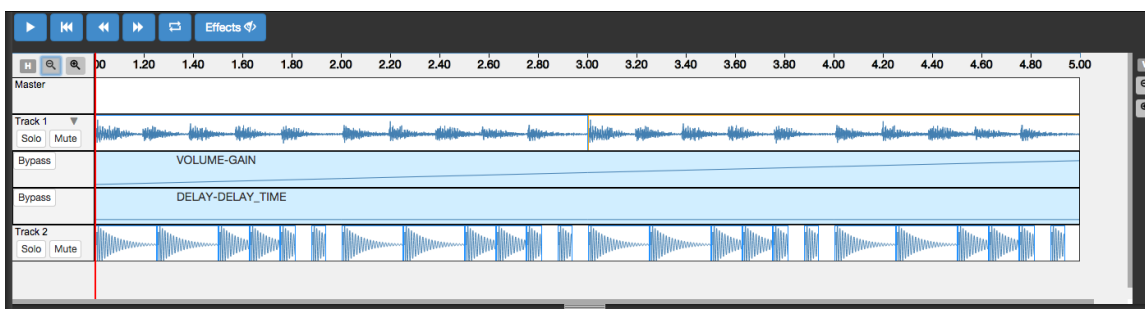 Effects
H 00 1.20 1.40 1.60 1.80 2.00 2.20 2.40 2.60 2.80 3.00 3.20 3.40 3.60 3.80 4.00 4.20 4.40 4.60 4.80 5.00
Master
Track 1
Solo Mute
Bypass VOLUME-GAIN
Bypass DELAY-DELAY_TIME
Track 2
Solo Mute